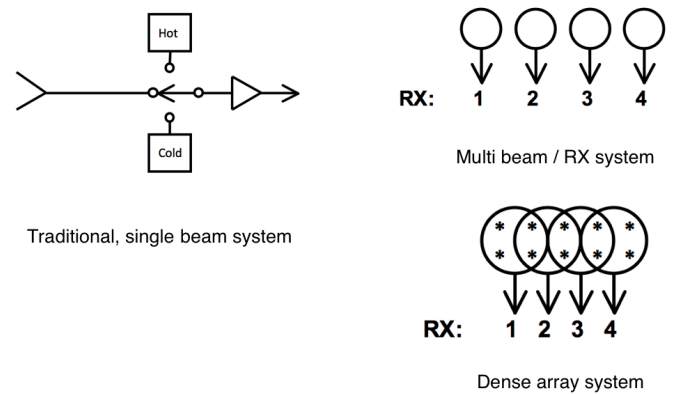 Hot
Cold
Traditional, single beam system
RX: 1 2 3 4
Multi beam / RX system
* * * * *
* * * * *
RX: 1 2 3 4
Dense array system